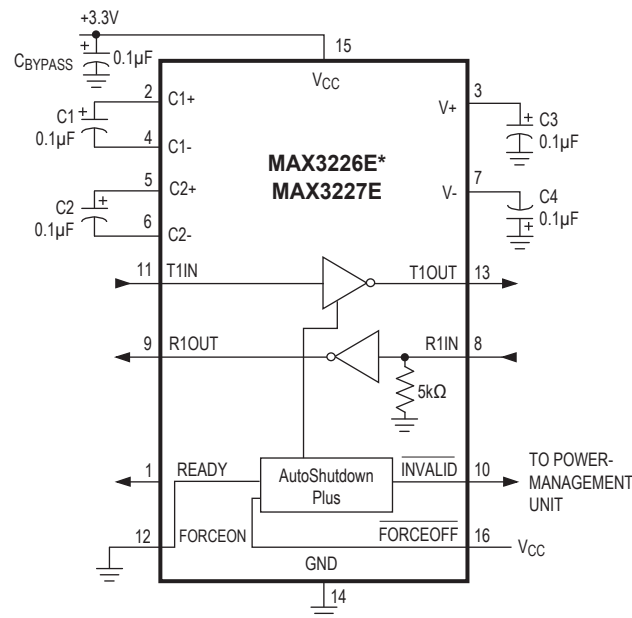 +3.3V
CBYPASS
+
0.1µF
15
VCC
2
C1+
C1
+
0.1µF
4
C1-
5
C2+
C2
+
0.1µF
6
C2-
MAX3226E*
MAX3227E
3
V+
+
C3
0.1µF
7
V-
C4
0.1µF
+
11
T1IN
T1OUT
13
9
R1OUT
R1IN
8
5kΩ
1
READY
AutoShutdown
Plus
INVALID
10
TO POWER-
MANAGEMENT
UNIT
12
FORCEON
FORCEOFF
16
VCC
GND
14